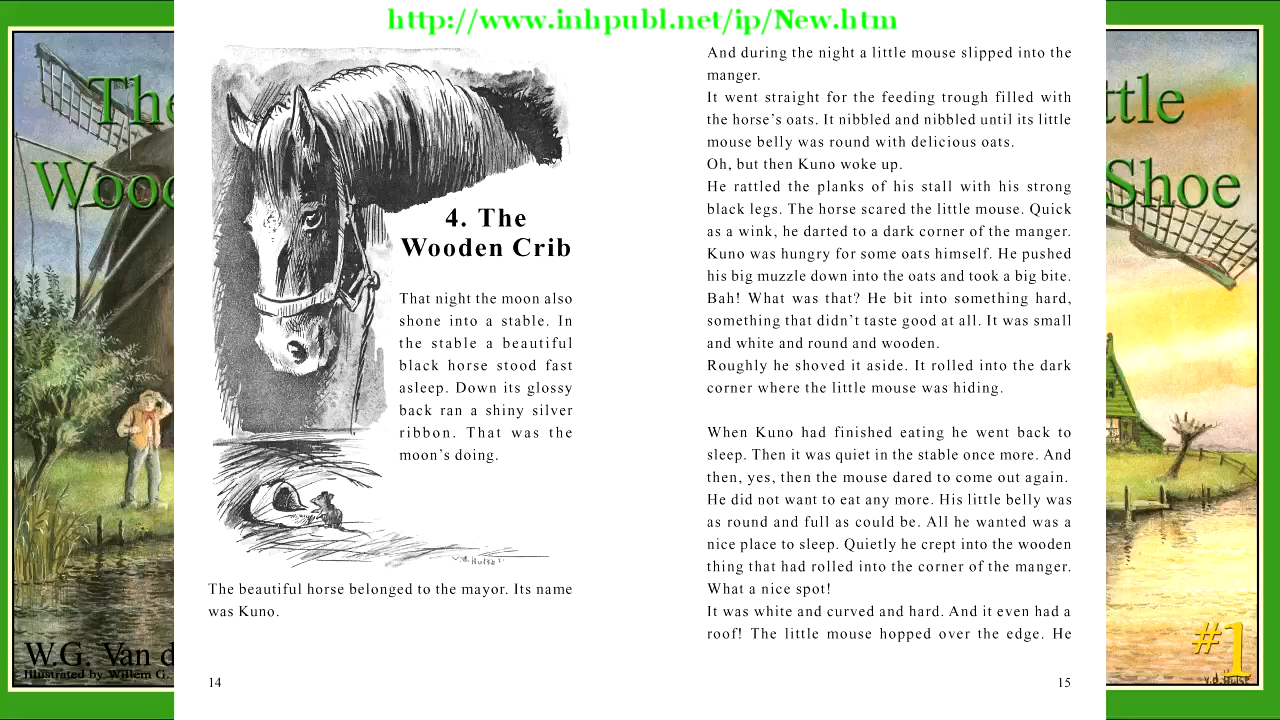 http://www.inhpubl.net/ip/New.htm
The
Wood
W.G. Van d
Illustrated by Willem G.
4. The
Wooden Crib
That night the moon also
shone into a stable. In
the stable a beautiful
black horse stood fast
asleep. Down its glossy
back ran a shiny silver
ribbon. That was the
moon's doing.
The beautiful horse belonged to the mayor. Its name
was Kuno.
14
And during the night a little mouse slipped into the
manger.
It went straight for the feeding trough filled with
the horse's oats. It nibbled and nibbled until its little
mouse belly was round with delicious oats.
Oh, but then Kuno woke up.
He rattled the planks of his stall with his strong
black legs. The horse scared the little mouse. Quick
as a wink, he darted to a dark corner of the manger.
Kuno was hungry for some oats himself. He pushed
his big muzzle down into the oats and took a big bite.
Bah! What was that? He bit into something hard,
something that didn't taste good at all. It was small
and white and round and wooden.
Roughly he shoved it aside. It rolled into the dark
corner where the little mouse was hiding.
When Kuno had finished eating he went back to
sleep. Then it was quiet in the stable once more. And
then, yes, then the mouse dared to come out again.
He did not want to eat any more. His little belly was
as round and full as could be. All he wanted was a
nice place to sleep. Quietly he crept into the wooden
thing that had rolled into the corner of the manger.
What a nice spot!
It was white and curved and hard. And it even had a
roof! The little mouse hopped over the edge. He
15
ttle
Shoe
#1